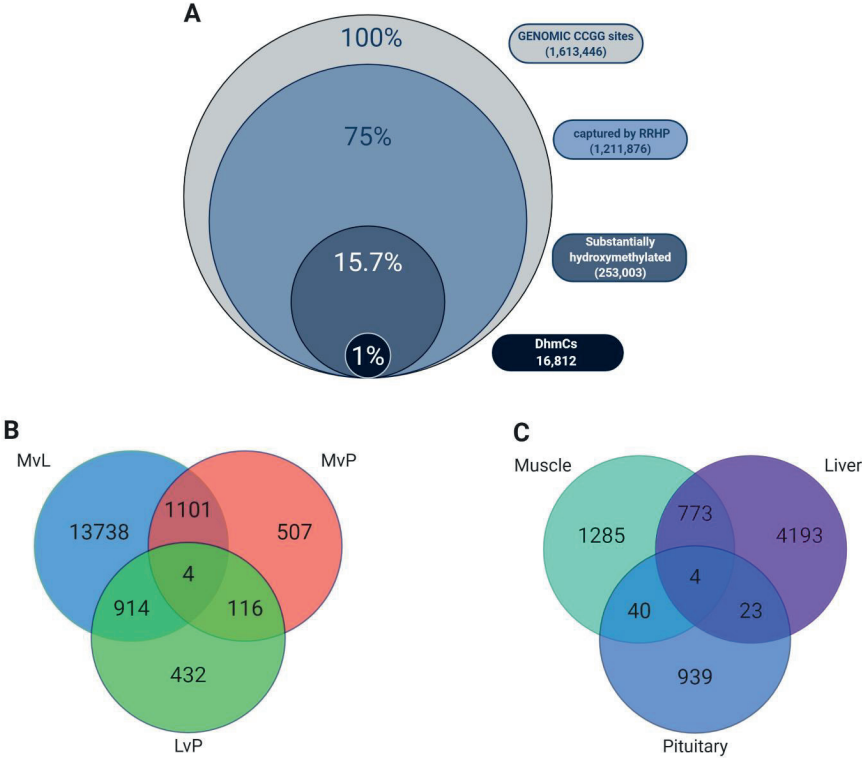 A
100%
GENOMIC CCGG sites
(1,613,446)
75%
captured by RRHP
(1,211,876)
15.7%
Substantially
hydroxymethylated
(253,003)
1%
DhmCs
16,812
B
MvL
MvP
13738
1101
507
4
914
116
432
LvP
C
Muscle
Liver
1285
773
4193
4
40
23
939
Pituitary